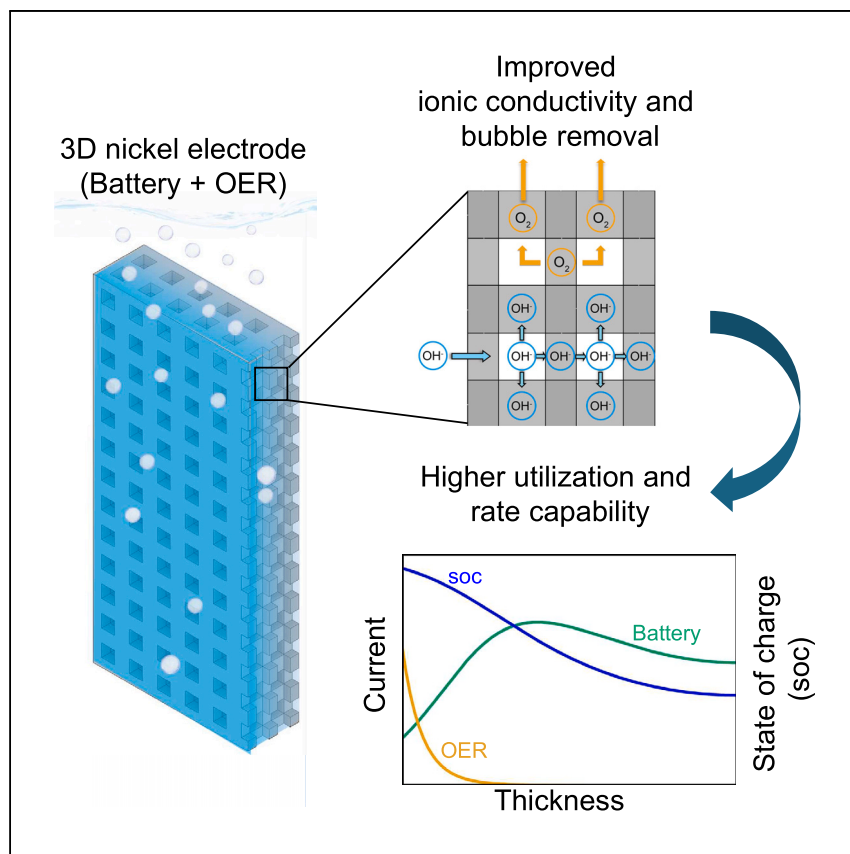 Improved
ionic conductivity and
bubble removal
3D nickel electrode
(Battery + OER)
O₂ O₂
O₂
OH⁻ OH⁻
OH⁻ OH⁻ OH⁻ OH⁻ OH⁻
OH⁻ OH⁻
Higher utilization and
rate capability
soc
Battery
OER
Current
State of charge
(soc)
Thickness